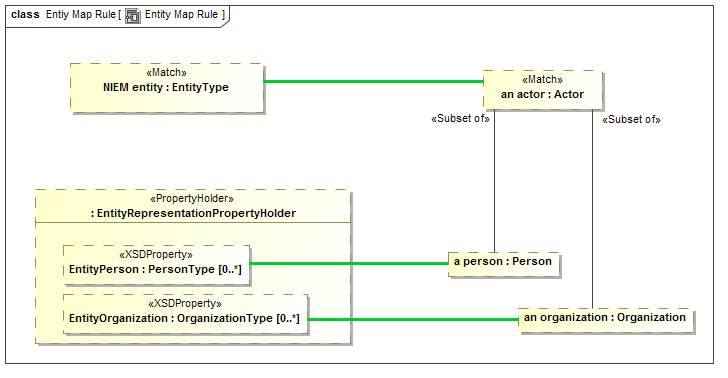 class Entiy Map Rule [ Entity Map Rule ]
«Match»
NIEM entity : EntityType
«Match»
an actor : Actor
«Subset of»
«Subset of»
«PropertyHolder»
: EntityRepresentationPropertyHolder
«XSDProperty»
EntityPerson : PersonType [0..*]
a person : Person
«XSDProperty»
EntityOrganization : OrganizationType [0..*]
an organization : Organization